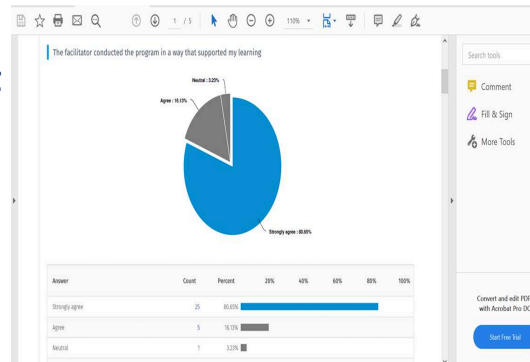 1 / 5
110%
Search tools
The facilitator conducted the program in a way that supported my learning
Neutral : 3.23%
Agree : 16.13%
Strongly agree : 80.65%
Comment
Fill & Sign
More Tools
Answer Count Percent 20% 40% 60% 80% 100%
Strongly agree 25 80.65%
Agree 5 16.13%
Neutral 1 3.23%
Convert and edit PDF
with Acrobat Pro DC
Start Free Trial